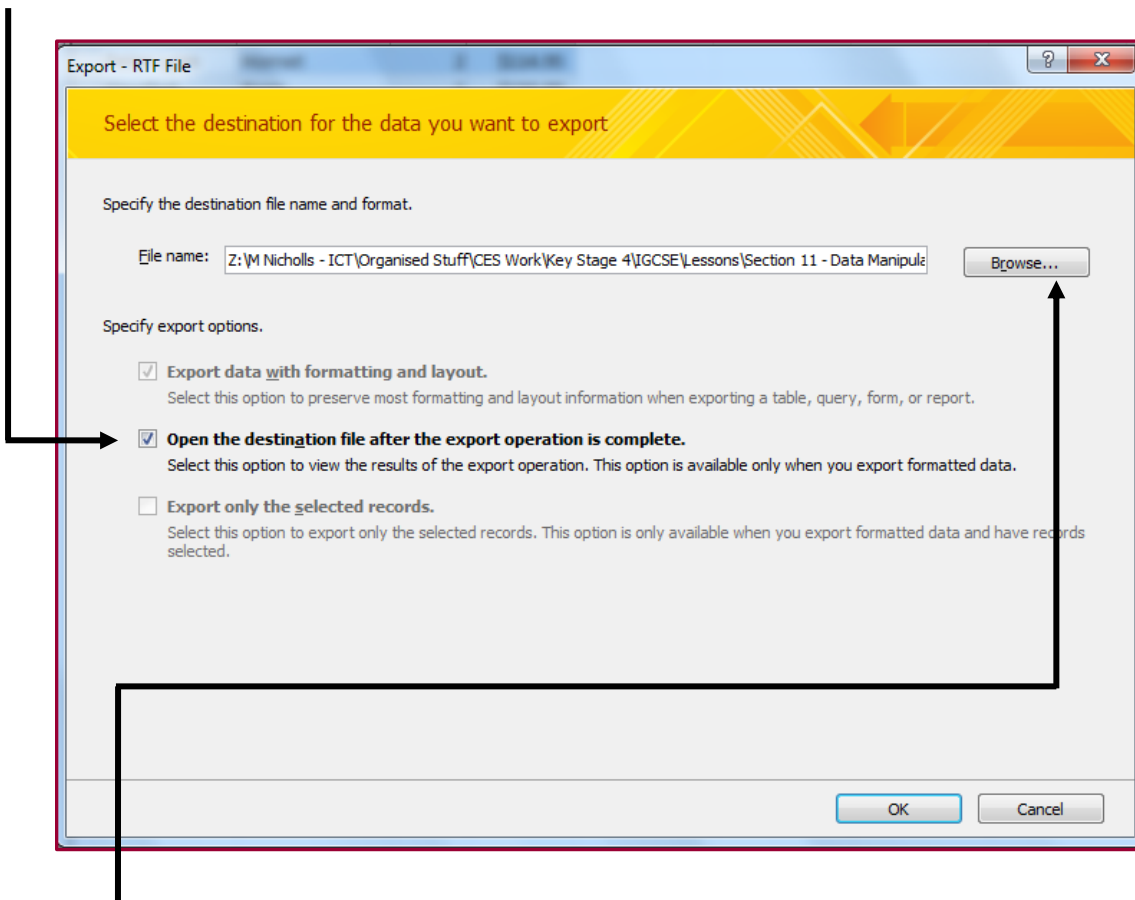 Export - RTF File
Select the destination for the data you want to export
Specify the destination file name and format.
File name: Z:\M Nicholls - ICT\Organised Stuff\CES Work\Key Stage 4\IGCSE\Lessons\Section 11 - Data Manipula Browse...
Specify export options.
Export data with formatting and layout.
Select this option to preserve most formatting and layout information when exporting a table, query, form, or report.
Open the destination file after the export operation is complete.
Select this option to view the results of the export operation. This option is available only when you export formatted data.
Export only the selected records.
Select this option to export only the selected records. This option is only available when you export formatted data and have records
selected.
OK Cancel